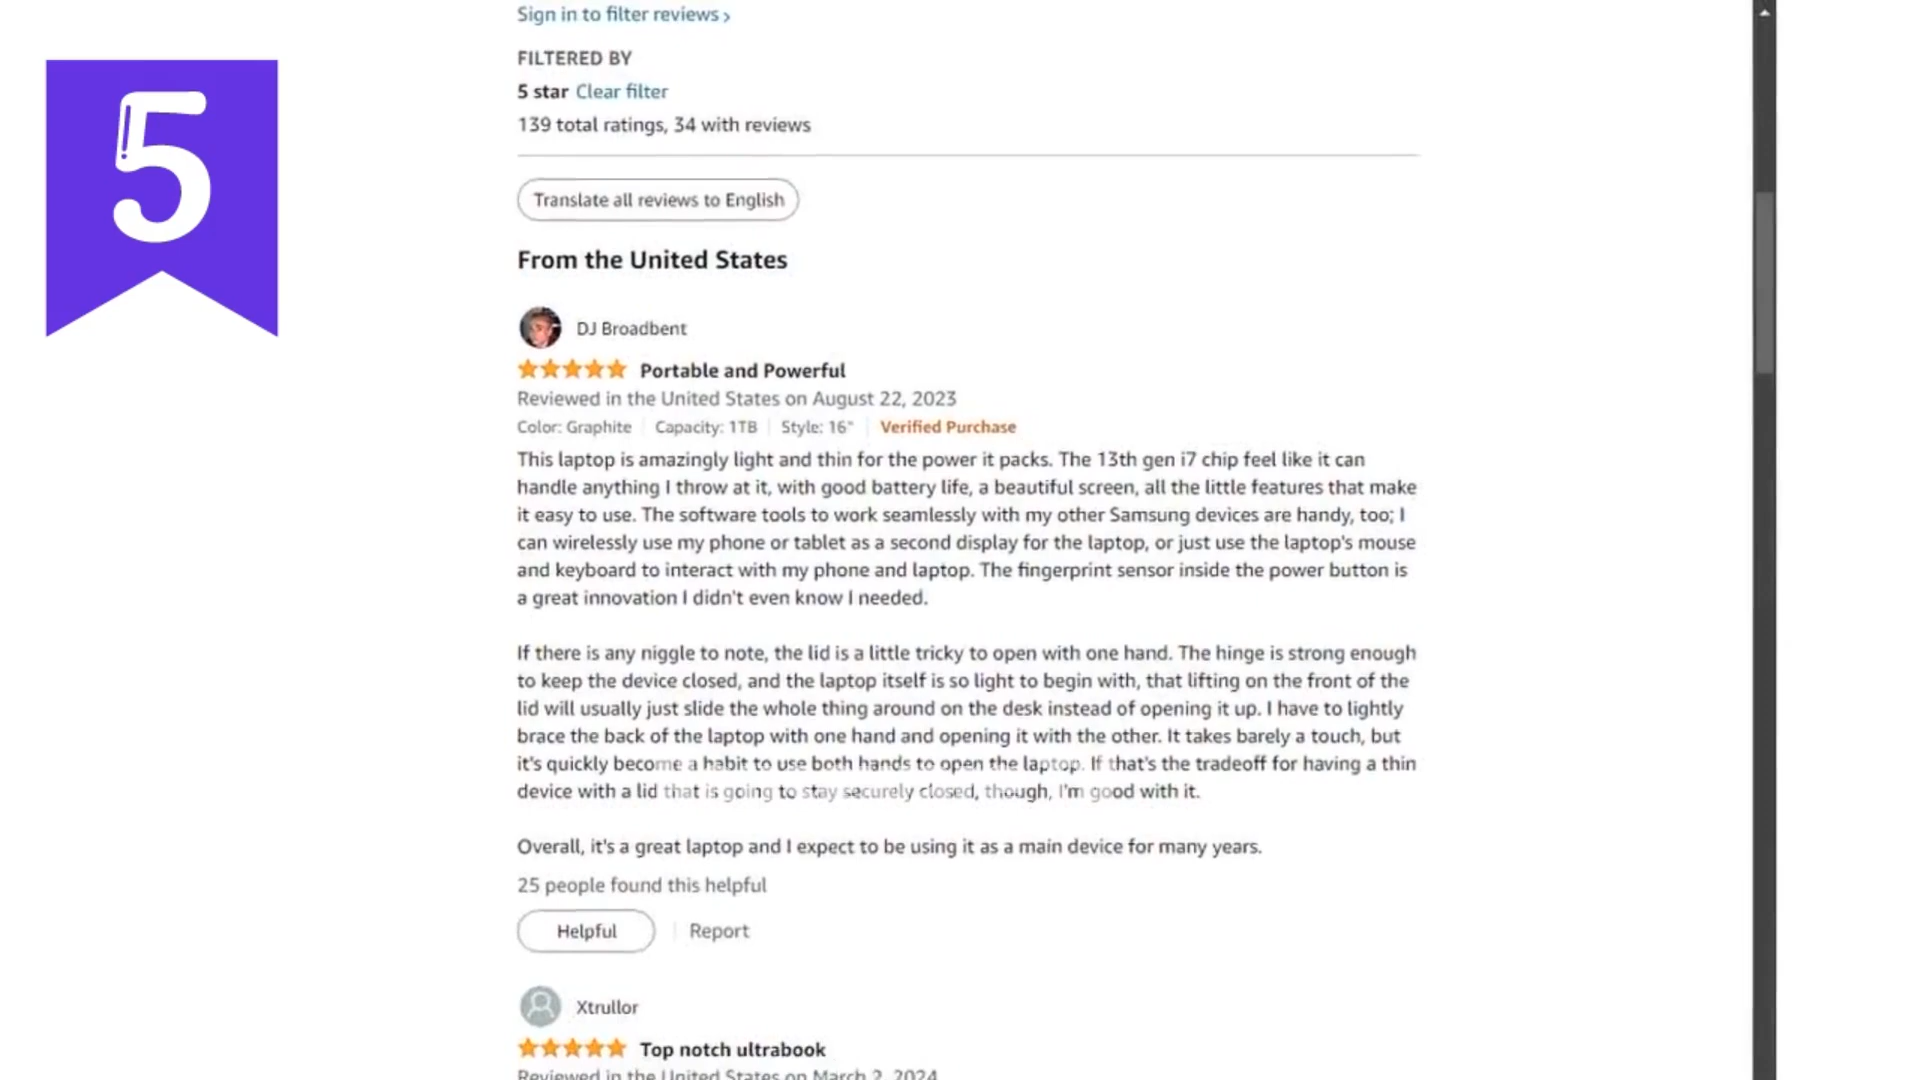 5
Sign in to filter reviews ›
FILTERED BY
5 star Clear filter
139 total ratings, 34 with reviews
Translate all reviews to English
From the United States
DJ Broadbent
Portable and Powerful
Reviewed in the United States on August 22, 2023
Color: Graphite | Capacity: 1TB | Style: 16" | Verified Purchase
This laptop is amazingly light and thin for the power it packs. The 13th gen i7 chip feel like it can
handle anything I throw at it, with good battery life, a beautiful screen, all the little features that make
it easy to use. The software tools to work seamlessly with my other Samsung devices are handy, too; I
can wirelessly use my phone or tablet as a second display for the laptop, or just use the laptop's mouse
and keyboard to interact with my phone and laptop. The fingerprint sensor inside the power button is
a great innovation I didn't even know I needed.
If there is any niggle to note, the lid is a little tricky to open with one hand. The hinge is strong enough
to keep the device closed, and the laptop itself is so light to begin with, that lifting on the front of the
lid will usually just slide the whole thing around on the desk instead of opening it up. I have to lightly
brace the back of the laptop with one hand and opening it with the other. It takes barely a touch, but
it's quickly become a habit to use both hands to open the laptop. If that's the tradeoff for having a thin
device with a lid that is going to stay securely closed, though, I'm good with it.
Overall, it's a great laptop and I expect to be using it as a main device for many years.
25 people found this helpful
Helpful | Report
Xtrullor
Top notch ultrabook
Reviewed in the United States on March 2, 2024